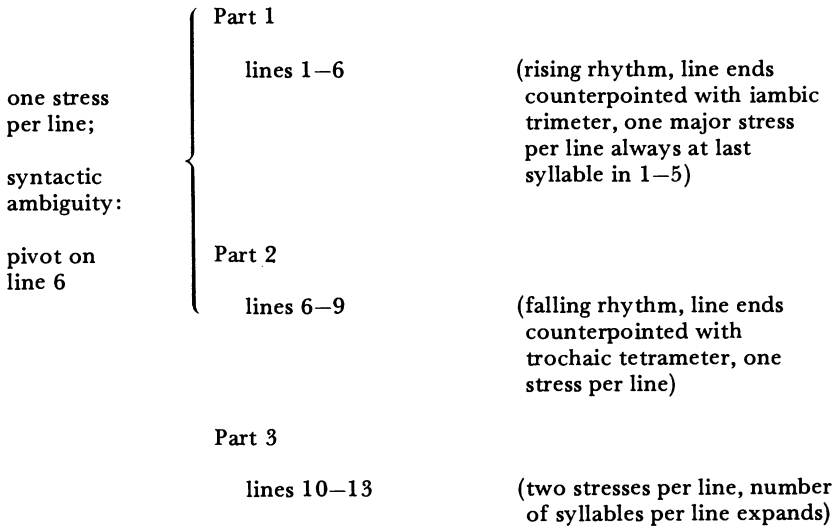 one stress
per line;
syntactic
ambiguity:
pivot on
line 6
Part 1
lines 1—6
(rising rhythm, line ends
counterpointed with iambic
trimeter, one major stress
per line always at last
syllable in 1—5)
Part 2
lines 6—9
(falling rhythm, line ends
counterpointed with
trochaic tetrameter, one
stress per line)
Part 3
lines 10—13
(two stresses per line, number
of syllables per line expands)